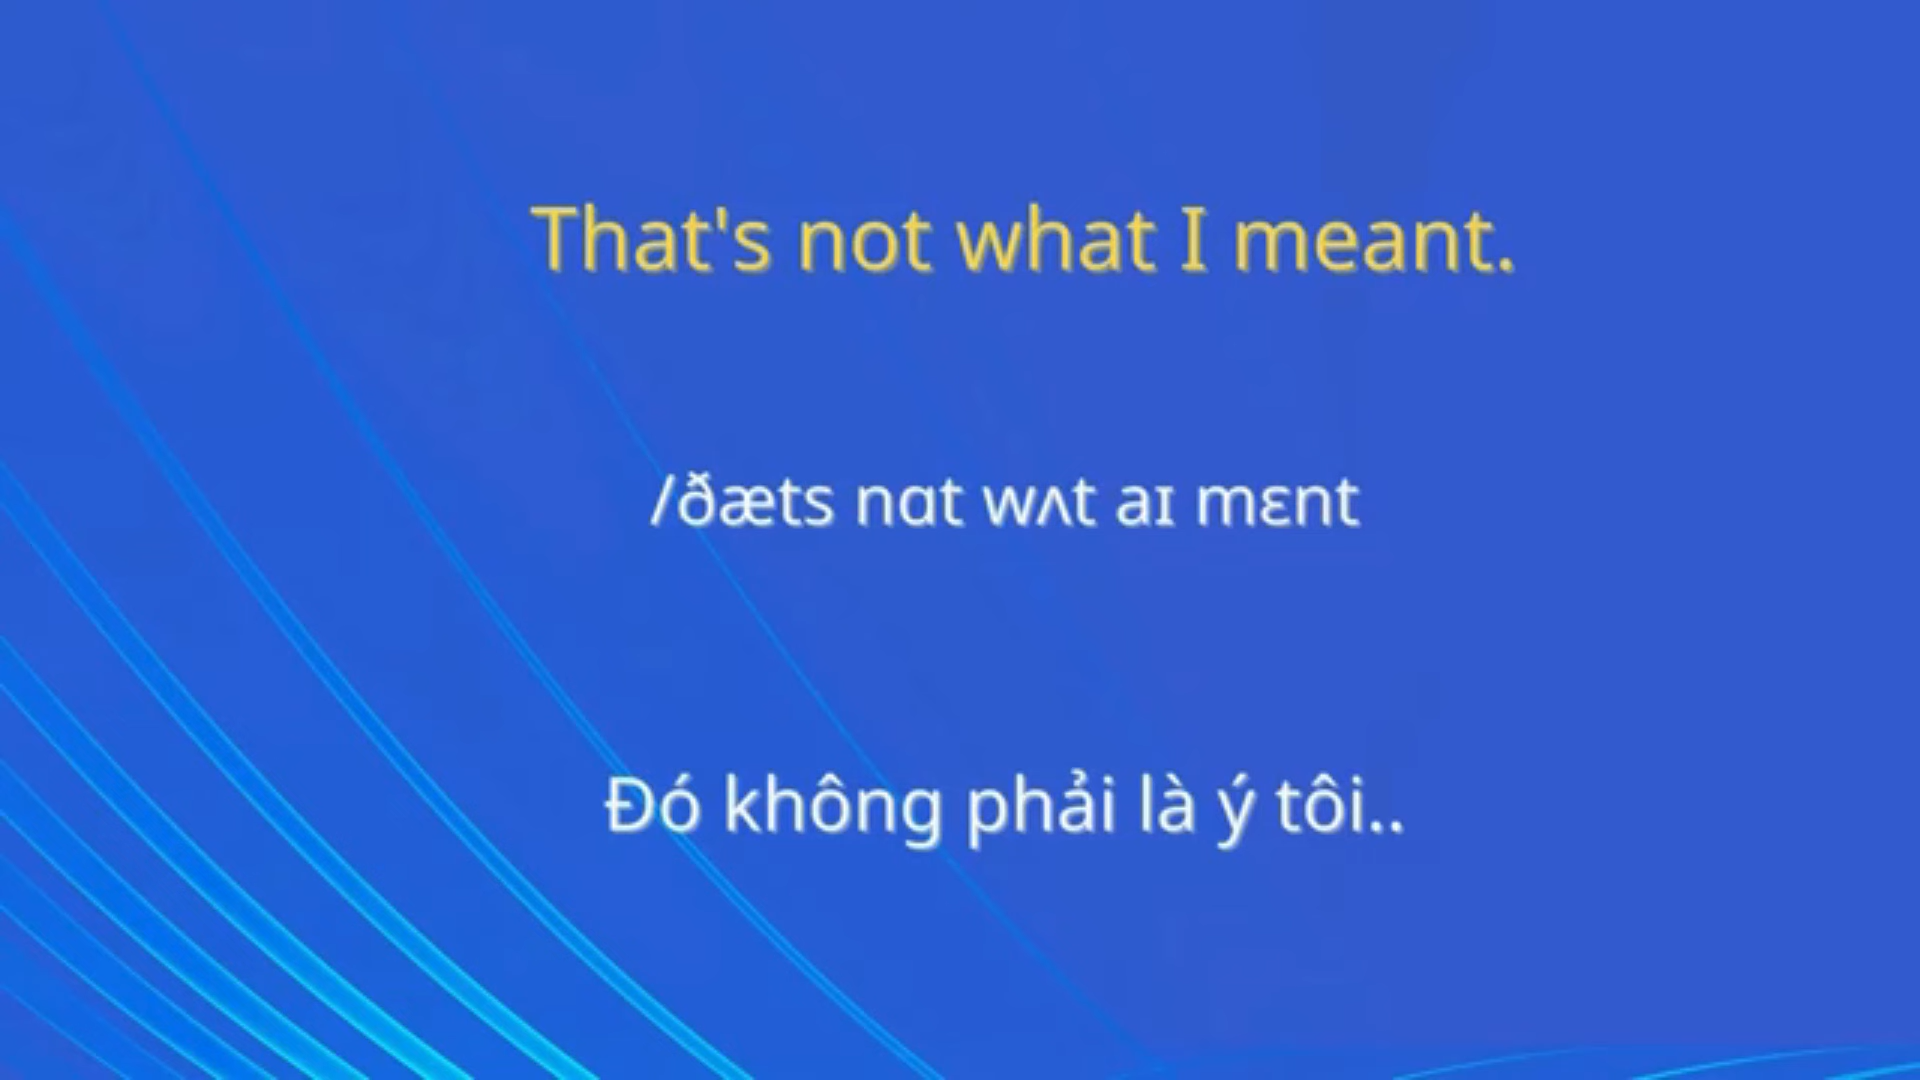 That's not what I meant.
/ðæts nɑt wʌt aɪ mɛnt
Đó không phải là ý tôi..